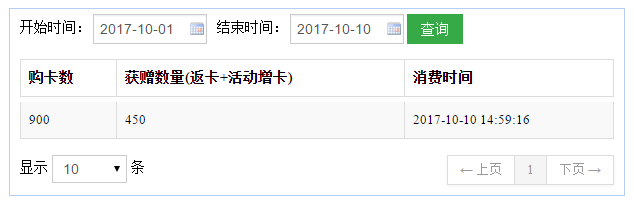 开始时间： 2017-10-01 结束时间： 2017-10-10 查询
购卡数 获赠数量(返卡+活动增卡) 消费时间
900 450 2017-10-10 14:59:16
显示 10 条 ←上页 1 下页→